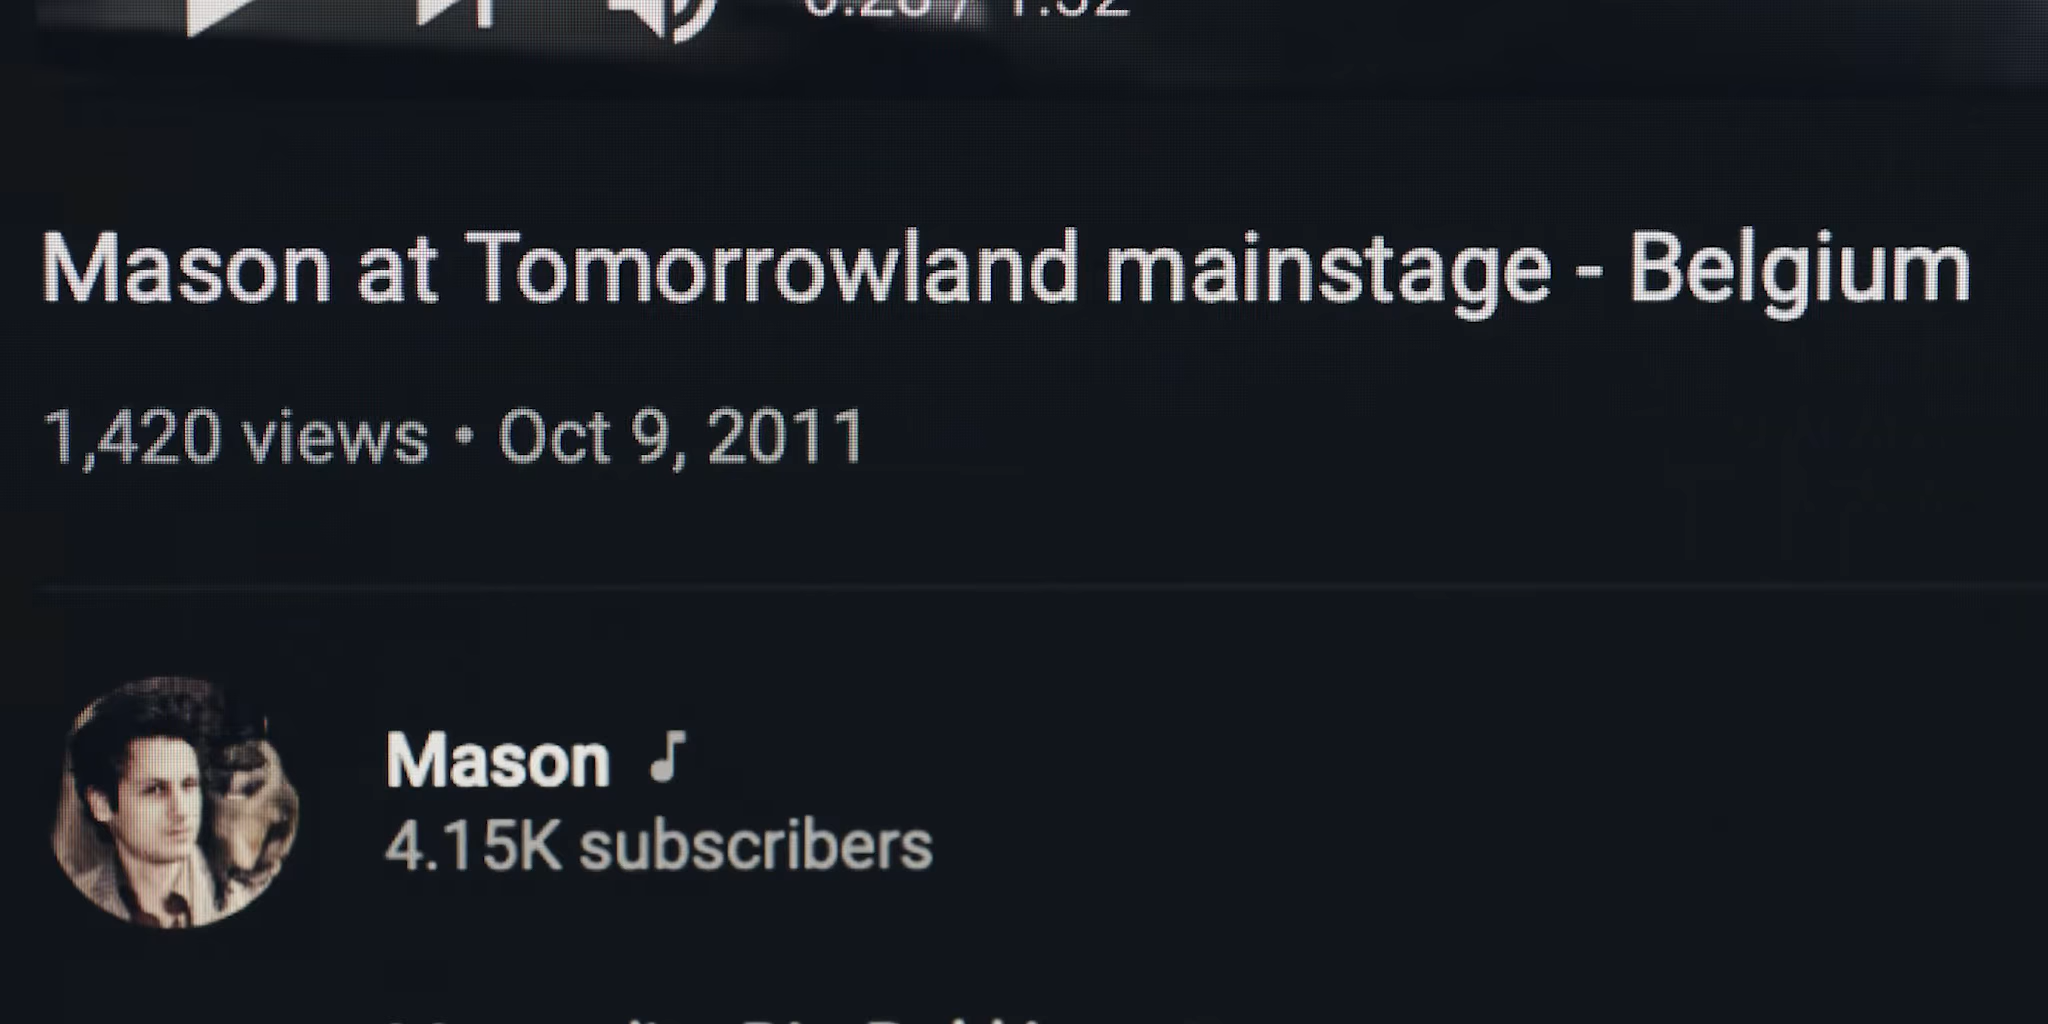 Mason at Tomorrowland mainstage - Belgium
1,420 views • Oct 9, 2011
Mason
4.15K subscribers